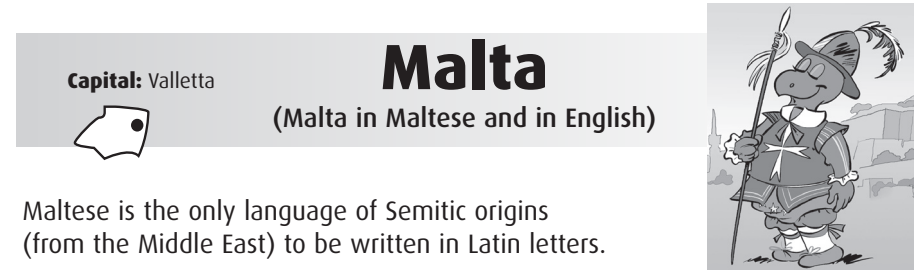 Malta
Capital: Valletta
(Malta in Maltese and in English)
Maltese is the only language of Semitic origins
(from the Middle East) to be written in Latin letters.